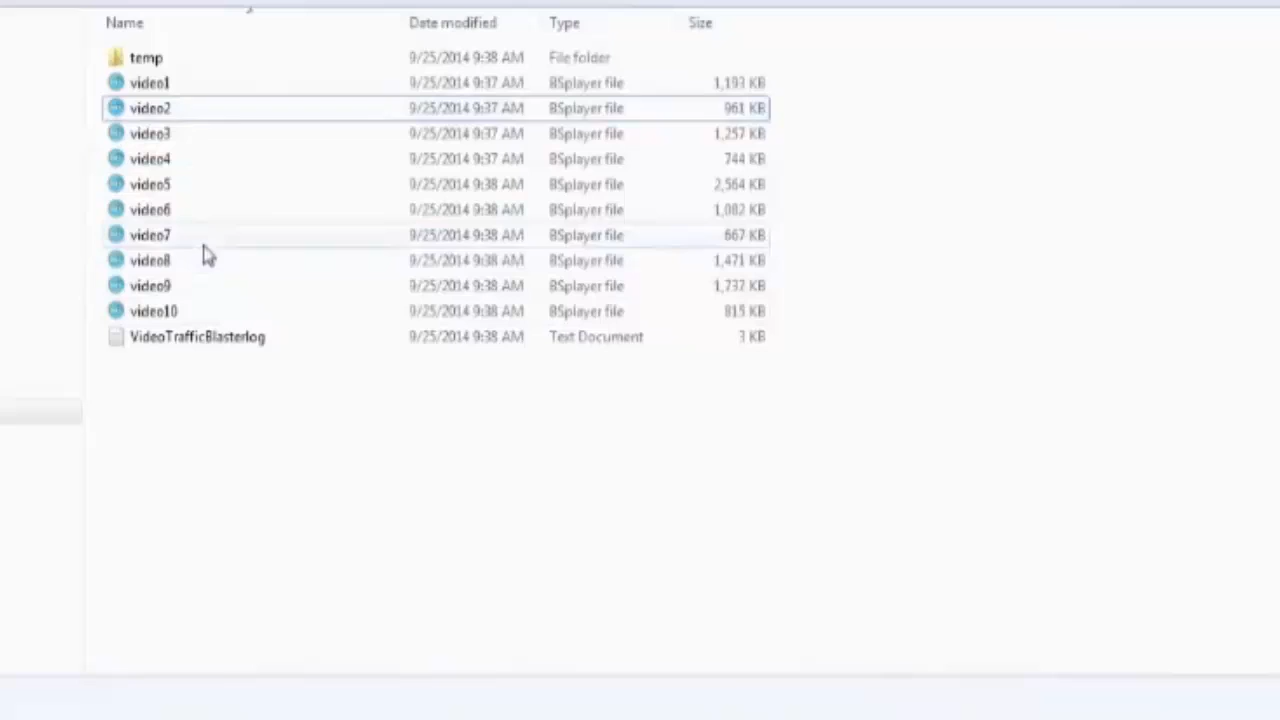 Name Date modified Type Size
temp 9/25/2014 9:38 AM File folder
video1 9/25/2014 9:37 AM BSplayer file 1,193 KB
video2 9/25/2014 9:37 AM BSplayer file 961 KB
video3 9/25/2014 9:37 AM BSplayer file 1,257 KB
video4 9/25/2014 9:37 AM BSplayer file 744 KB
video5 9/25/2014 9:38 AM BSplayer file 2,564 KB
video6 9/25/2014 9:38 AM BSplayer file 1,082 KB
video7 9/25/2014 9:38 AM BSplayer file 667 KB
video8 9/25/2014 9:38 AM BSplayer file 1,471 KB
video9 9/25/2014 9:38 AM BSplayer file 1,737 KB
video10 9/25/2014 9:38 AM BSplayer file 815 KB
VideoTrafficBlasterlog 9/25/2014 9:38 AM Text Document 3 KB